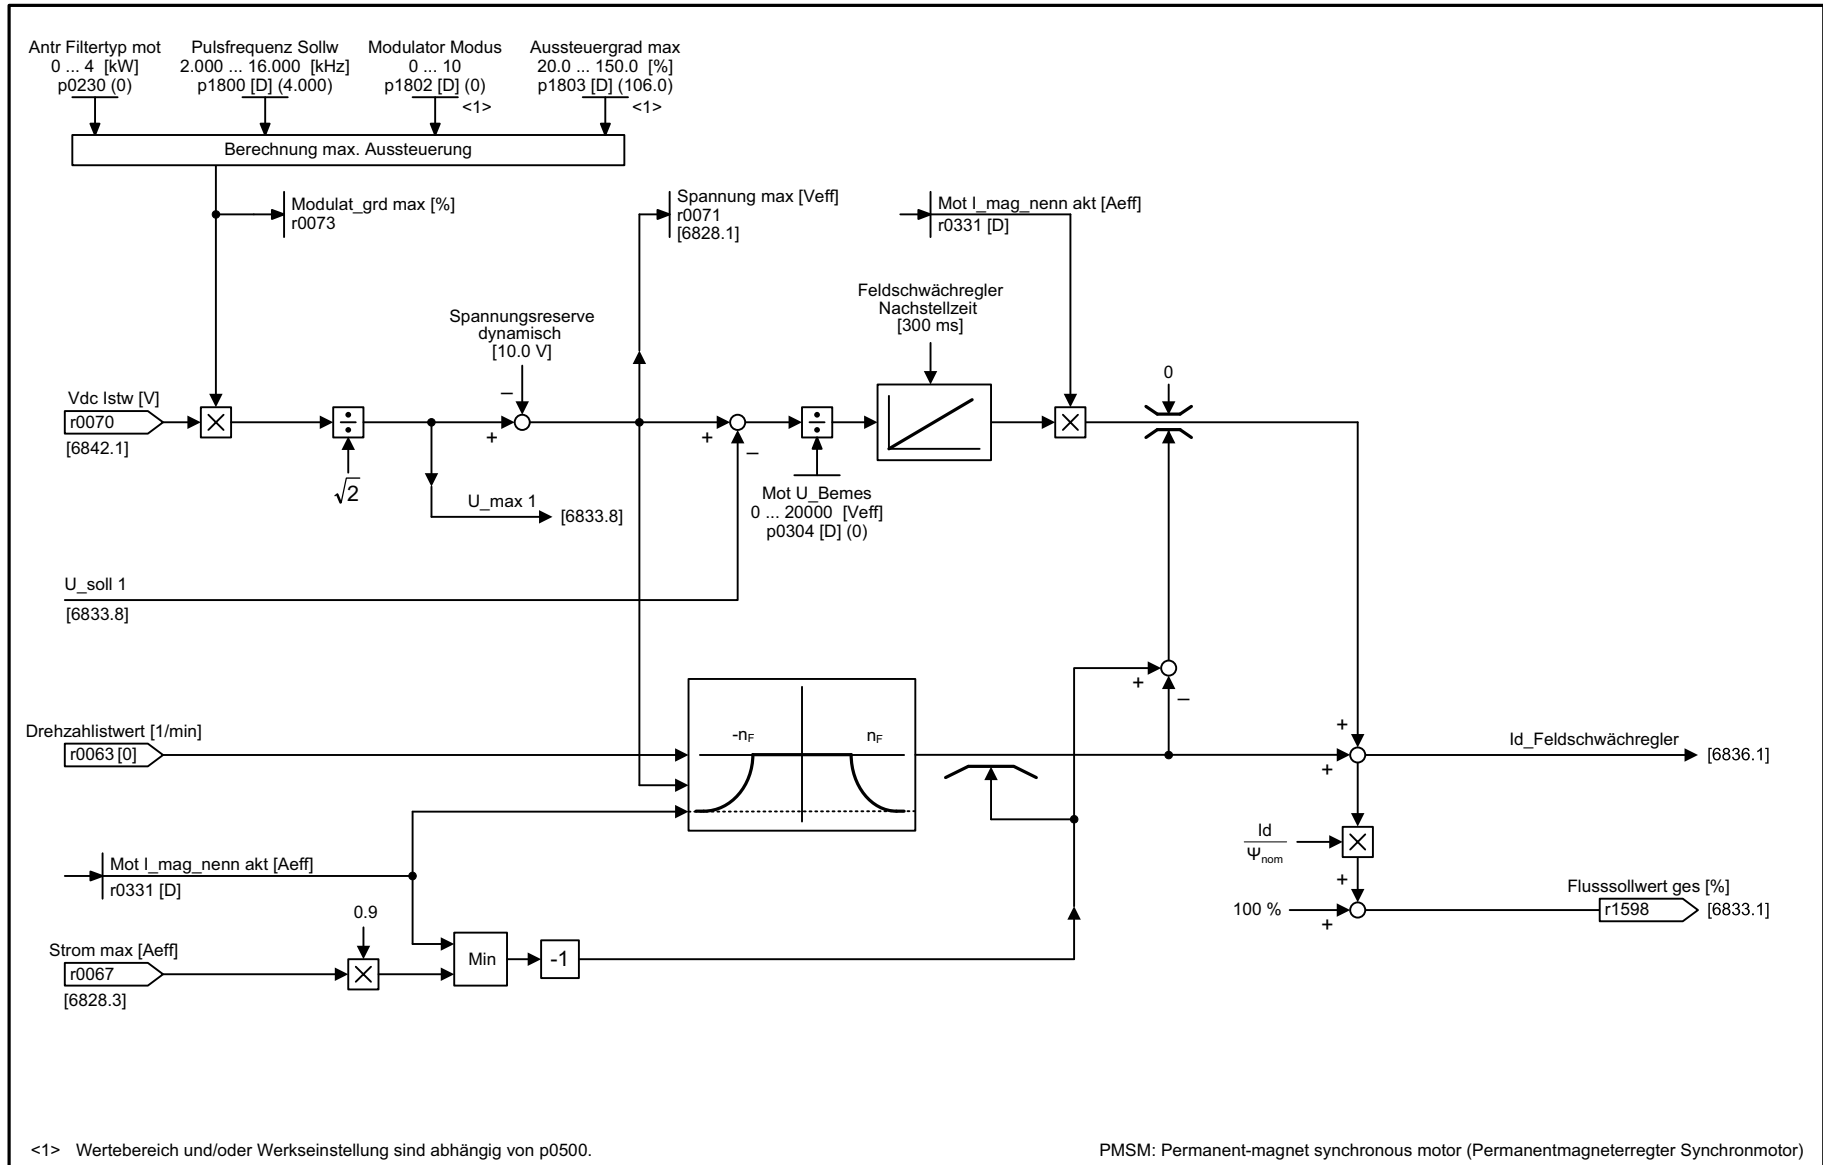 Antr Filtertyp mot
0 ... 4 [kW]
p0230 (0)
Pulsfrequenz Sollw
2.000 ... 16.000 [kHz]
p1800 [D] (4.000)
Modulator Modus
0 ... 10
p1802 [D] (0)
<1>
Aussteuergrad max
20.0 ... 150.0 [%]
p1803 [D] (106.0)
<1>
Berechnung max. Aussteuerung
Modulat_grd max [%]
r0073
Spannung max [Veff]
r0071
[6828.1]
Mot I_mag_nenn akt [Aeff]
r0331 [D]
Feldschwächregler
Nachstellzeit
[300 ms]
Spannungsreserve
dynamisch
[10.0 V]
0
Vdc Istw [V]
r0070
[6842.1]
×
÷
√2
–
+
+
–
÷
×
U_max 1
[6833.8]
Mot U_Bemes
0 ... 20000 [Veff]
p0304 [D] (0)
U_soll 1
[6833.8]
+
–
Drehzahlistwert [1/min]
r0063 [0]
-nF
nF
+
+
Id_Feldschwächregler
[6836.1]
Mot I_mag_nenn akt [Aeff]
r0331 [D]
Id
Ψnom
×
+
100 %
+
Flusssollwert ges [%]
r1598
[6833.1]
0.9
Strom max [Aeff]
r0067
[6828.3]
×
Min
-1
<1> Wertebereich und/oder Werkseinstellung sind abhängig von p0500.
PMSM: Permanent-magnet synchronous motor (Permanentmagneterregter Synchronmotor)